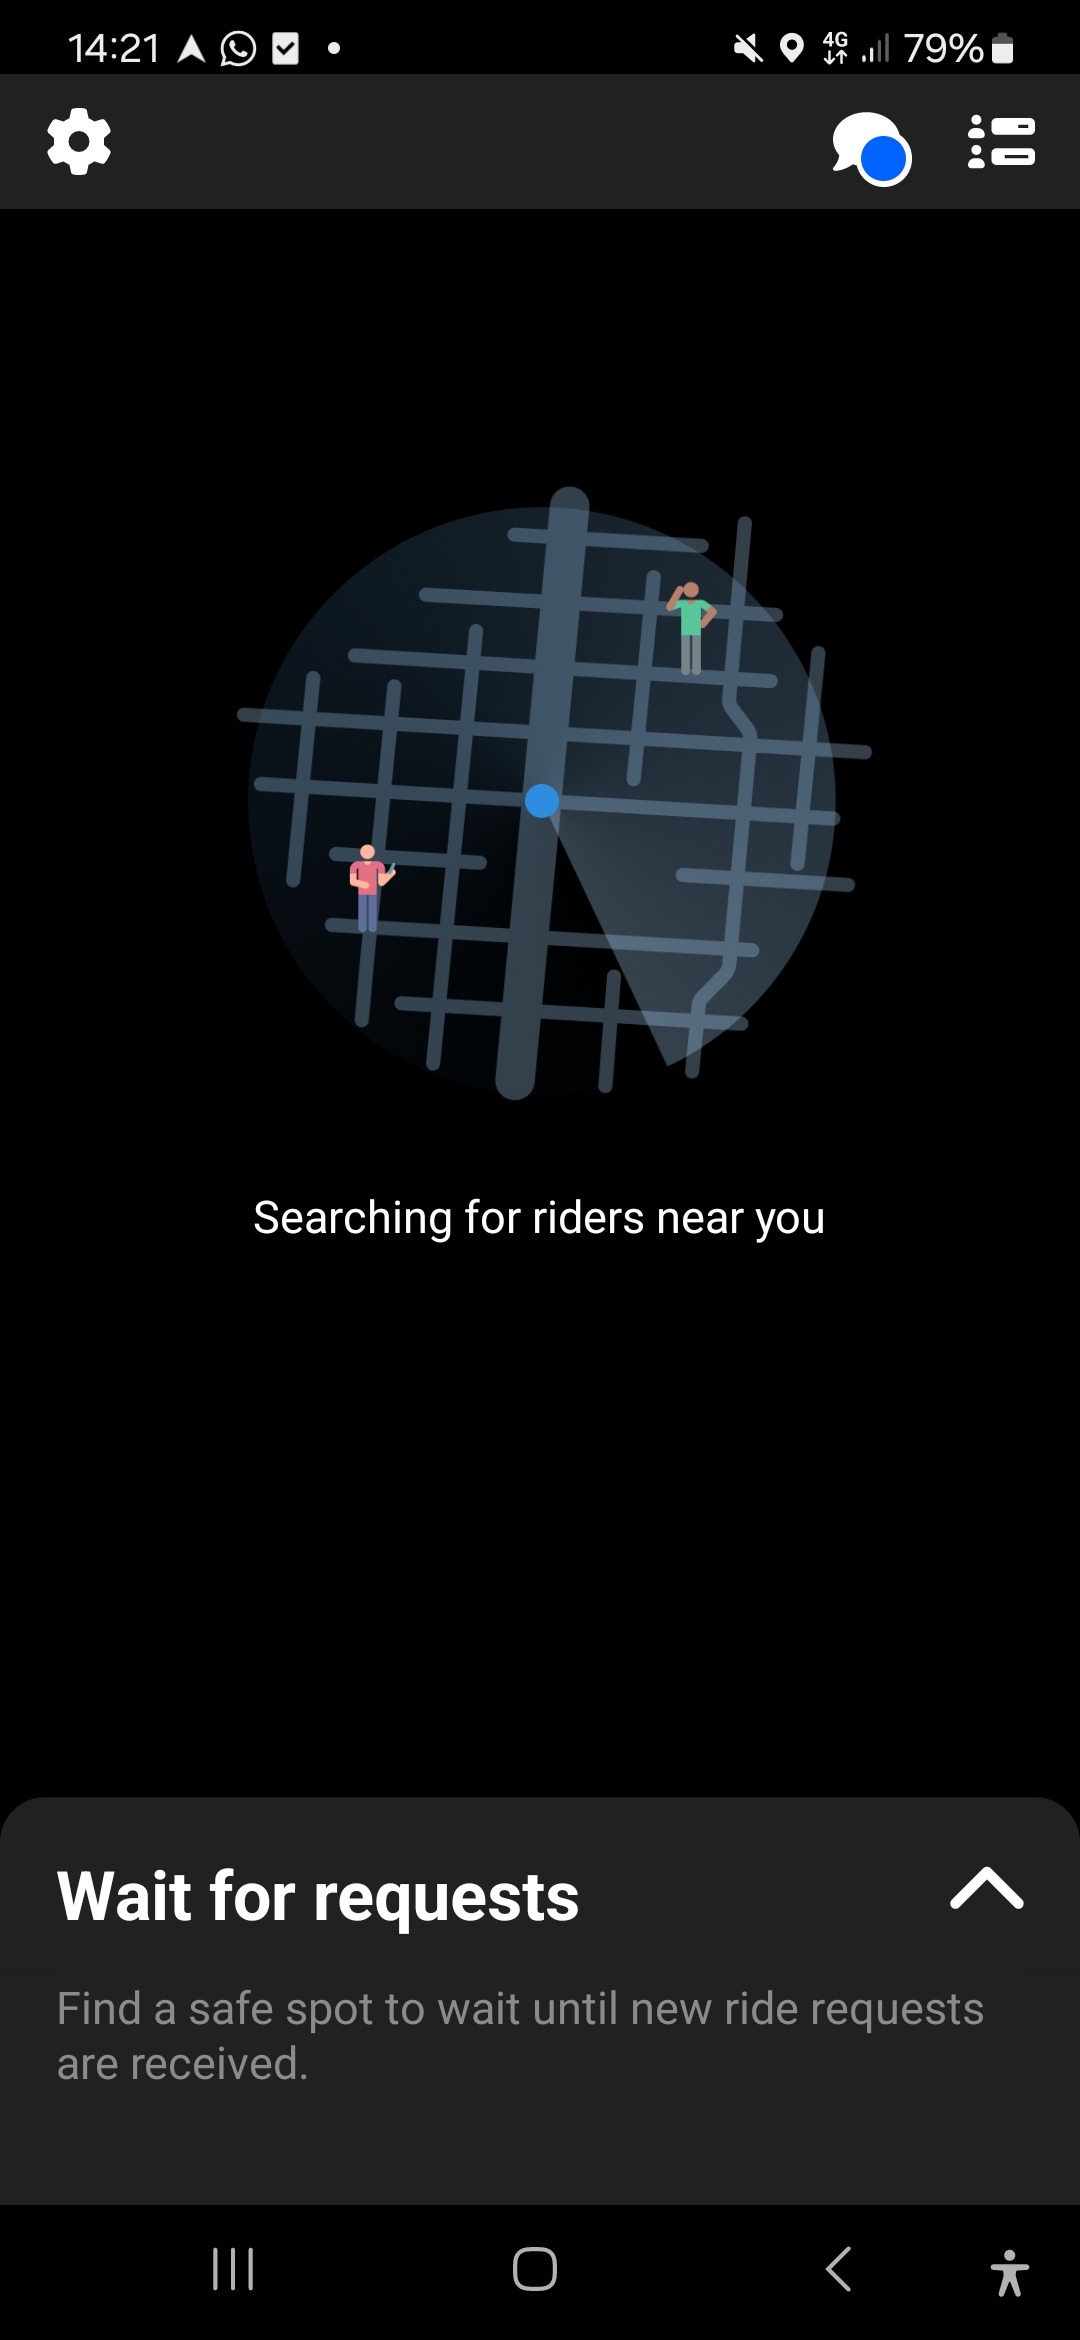 14:21
4G
79%
Searching for riders near you
Wait for requests
Find a safe spot to wait until new ride requests
are received.